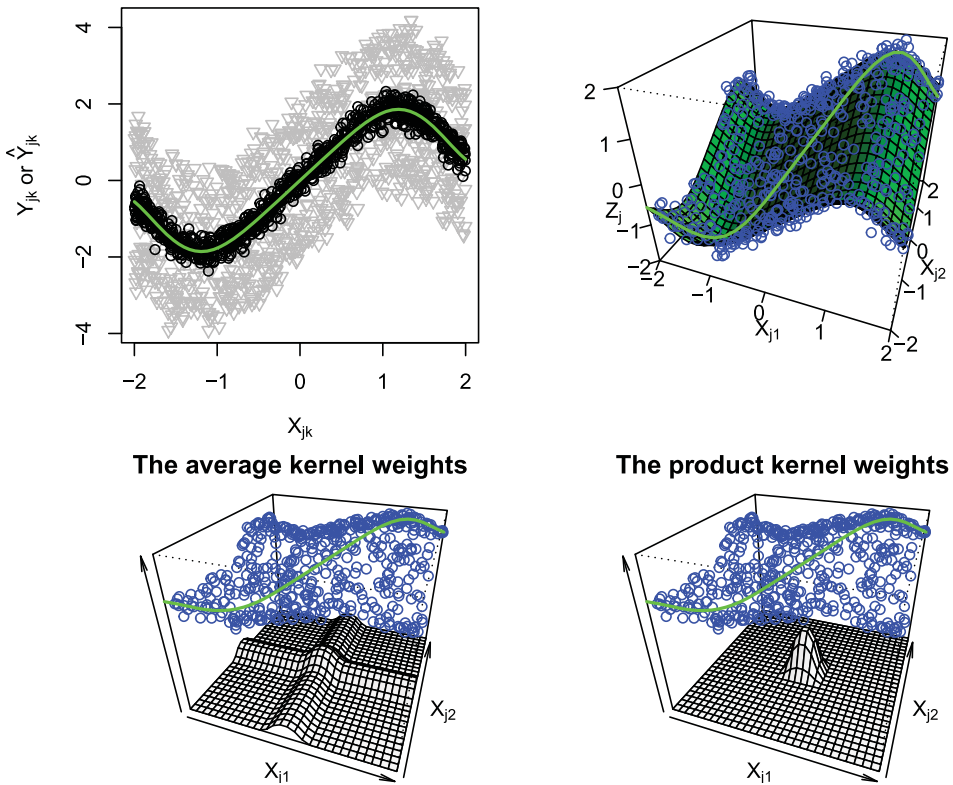 4
2
0
−2
−4
Y_jk or Ŷ_jk
−2 −1 0 1 2
X_jk
2
1
0
−1
−2
Z_j
−2 −1 0 1 2
X_j1
−2
−1
0
1
2
X_j2
The average kernel weights
X_j1
X_j2
The product kernel weights
X_j1
X_j2